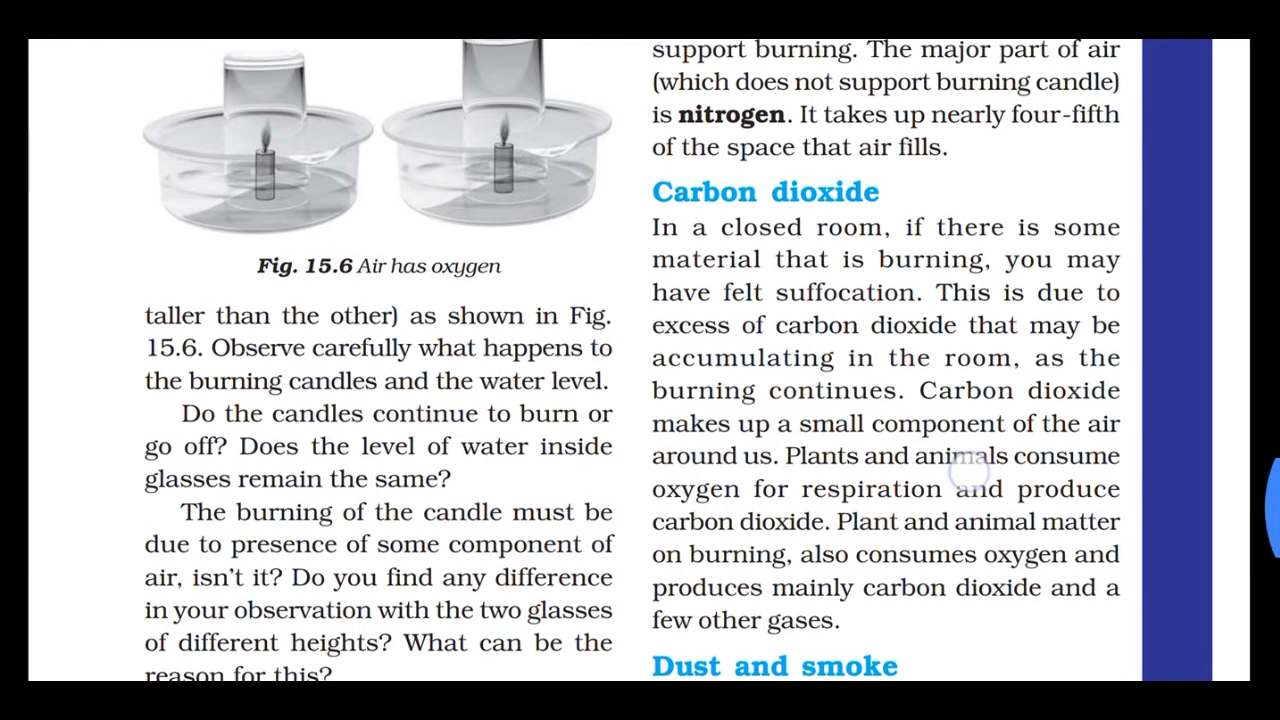 Fig. 15.6 Air has oxygen
taller than the other) as shown in Fig.
15.6. Observe carefully what happens to
the burning candles and the water level.
Do the candles continue to burn or
go off? Does the level of water inside
glasses remain the same?
The burning of the candle must be
due to presence of some component of
air, isn't it? Do you find any difference
in your observation with the two glasses
of different heights? What can be the
reason for this?
support burning. The major part of air
(which does not support burning candle)
is nitrogen. It takes up nearly four-fifth
of the space that air fills.
Carbon dioxide
In a closed room, if there is some
material that is burning, you may
have felt suffocation. This is due to
excess of carbon dioxide that may be
accumulating in the room, as the
burning continues. Carbon dioxide
makes up a small component of the air
around us. Plants and animals consume
oxygen for respiration and produce
carbon dioxide. Plant and animal matter
on burning, also consumes oxygen and
produces mainly carbon dioxide and a
few other gases.
Dust and smoke